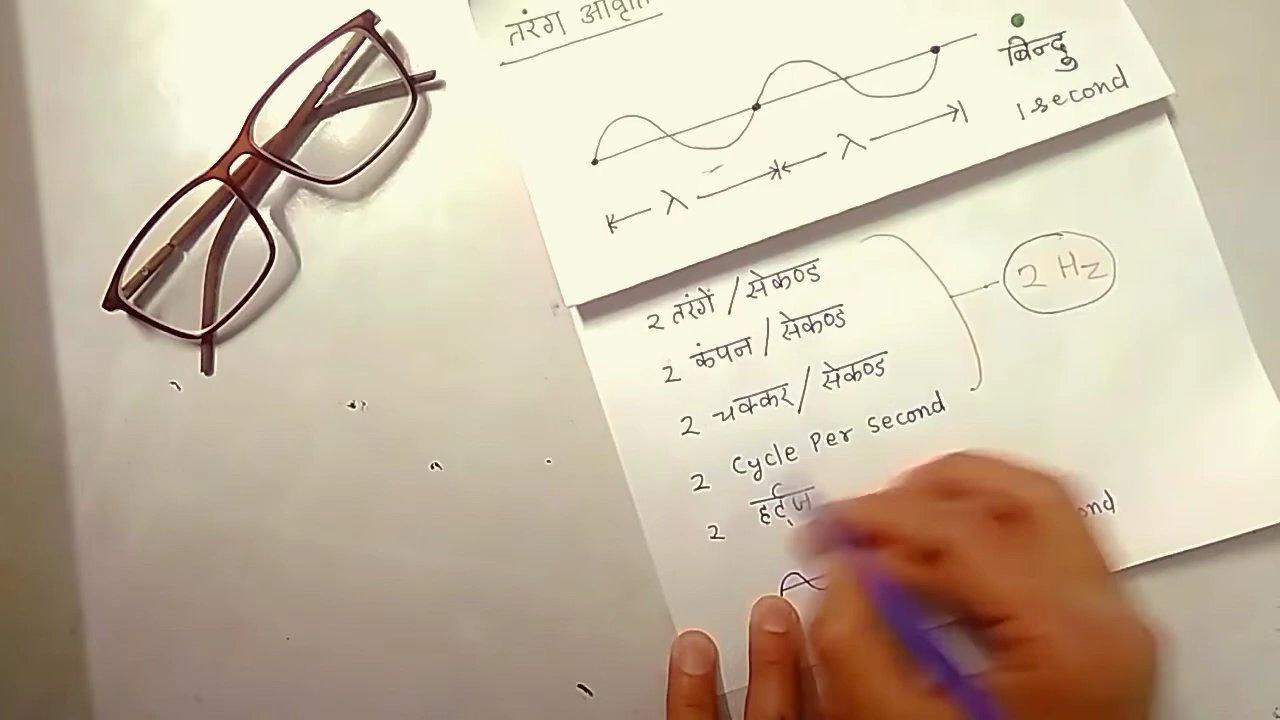 तरंग आवृत्ति
बिन्दु
1 second
λ λ
2 तरंगें / सेकण्ड
2 कंपन / सेकण्ड
2 Hz
2 चक्कर / सेकण्ड
2 Cycle Per second
2 हर्ट्ज